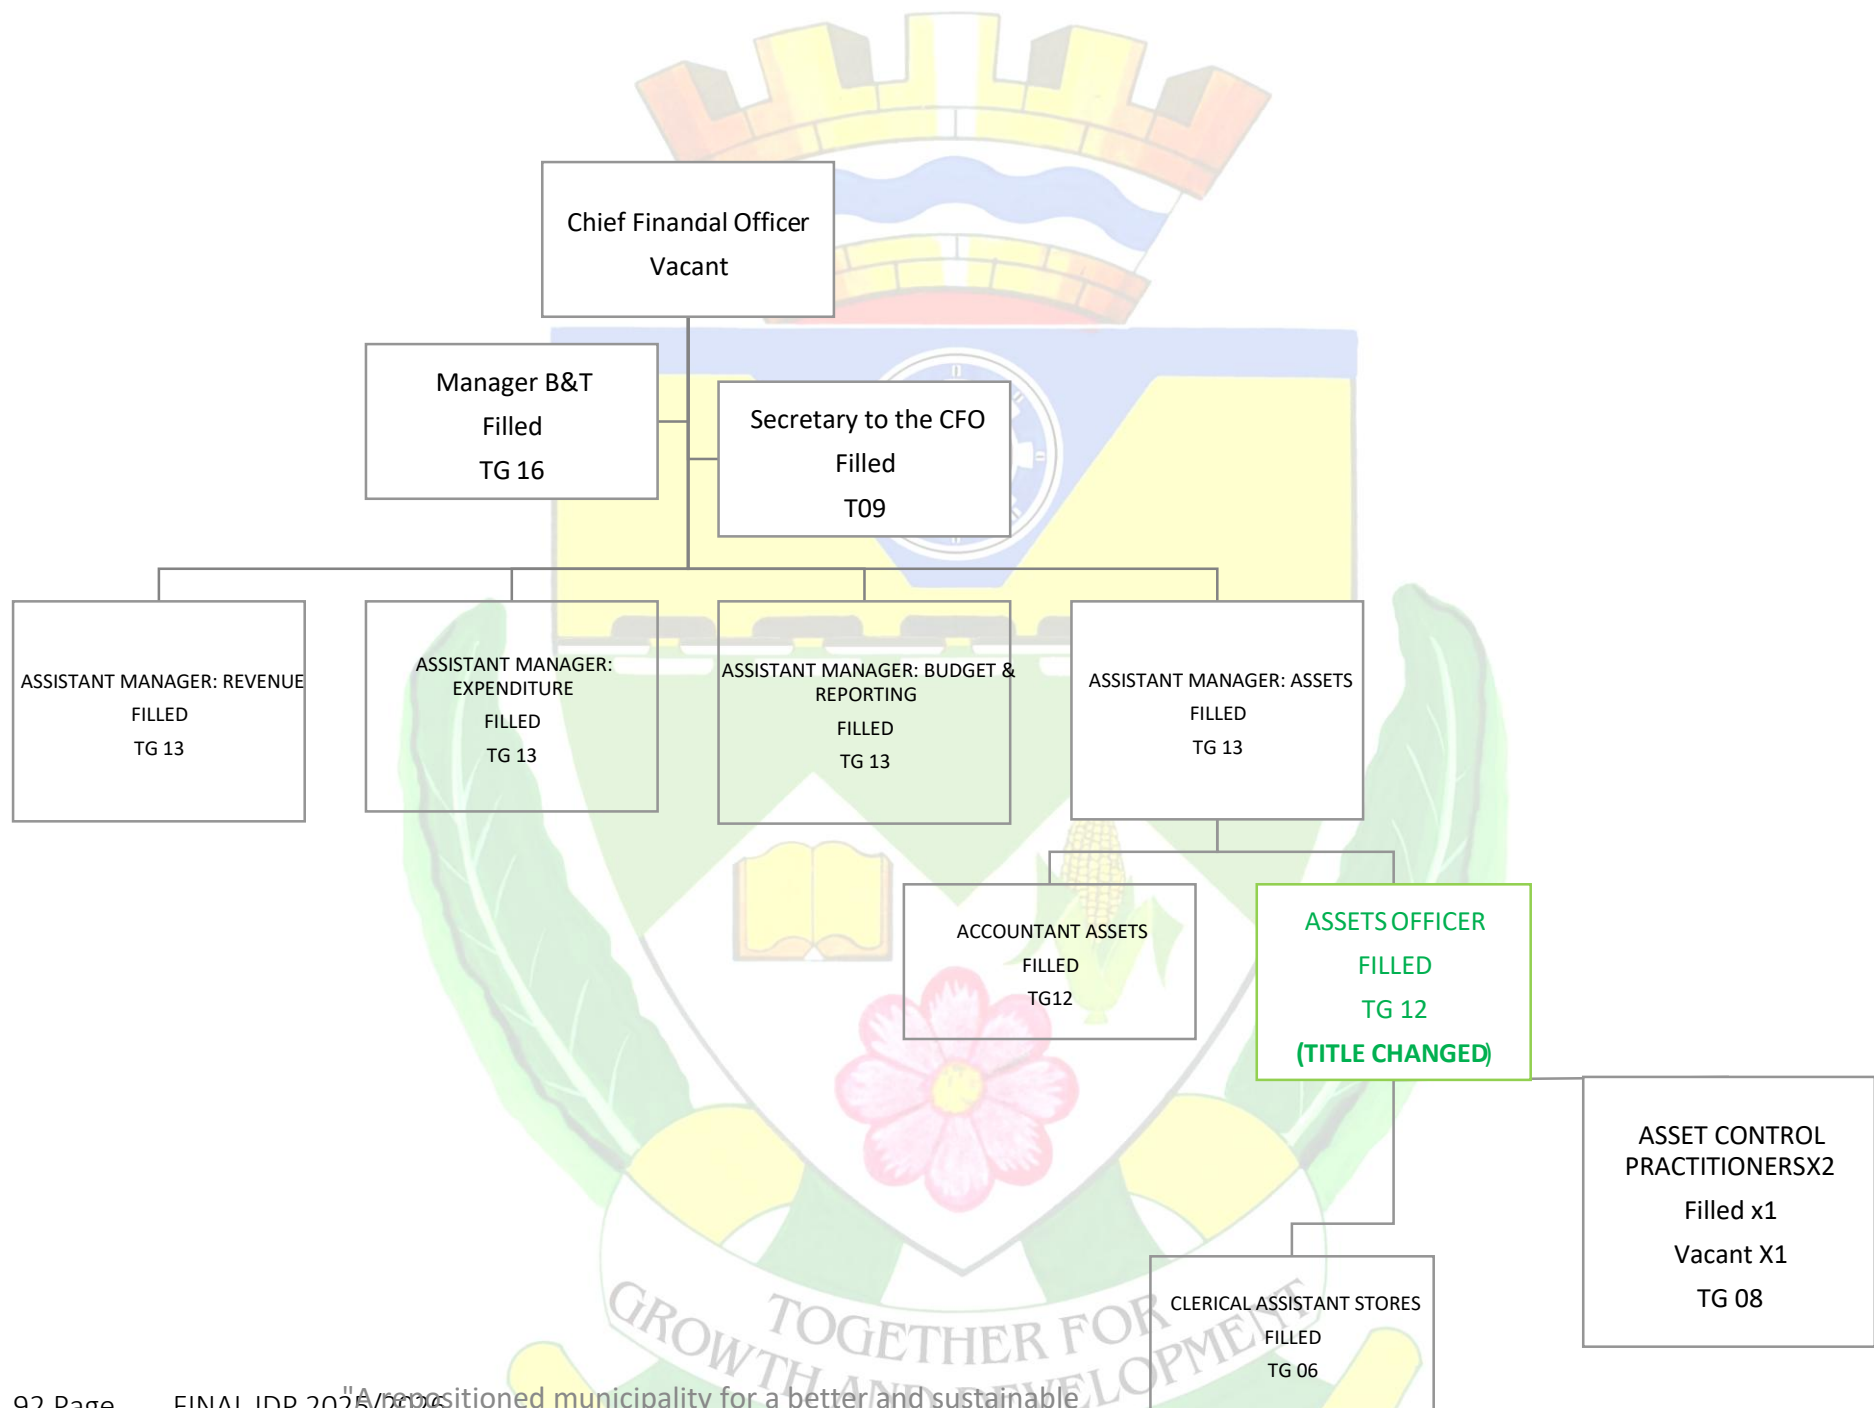 Chief Financial Officer
Vacant
Manager B&T
Filled
TG 16
Secretary to the CFO
Filled
T09
ASSISTANT MANAGER: REVENUE
FILLED
TG 13
ASSISTANT MANAGER:
EXPENDITURE
FILLED
TG 13
ASSISTANT MANAGER: BUDGET &
REPORTING
FILLED
TG 13
ASSISTANT MANAGER: ASSETS
FILLED
TG 13
ACCOUNTANT ASSETS
FILLED
TG12
ASSETS OFFICER
FILLED
TG 12
(TITLE CHANGED)
ASSET CONTROL
PRACTITIONERSX2
Filled x1
Vacant X1
TG 08
CLERICAL ASSISTANT STORES
FILLED
TG 06
TOGETHER FOR
GROWTH AND DEVELOPMENT
92 Page FINAL IDP 2025/2026
"A repositioned municipality for a better and sustainable